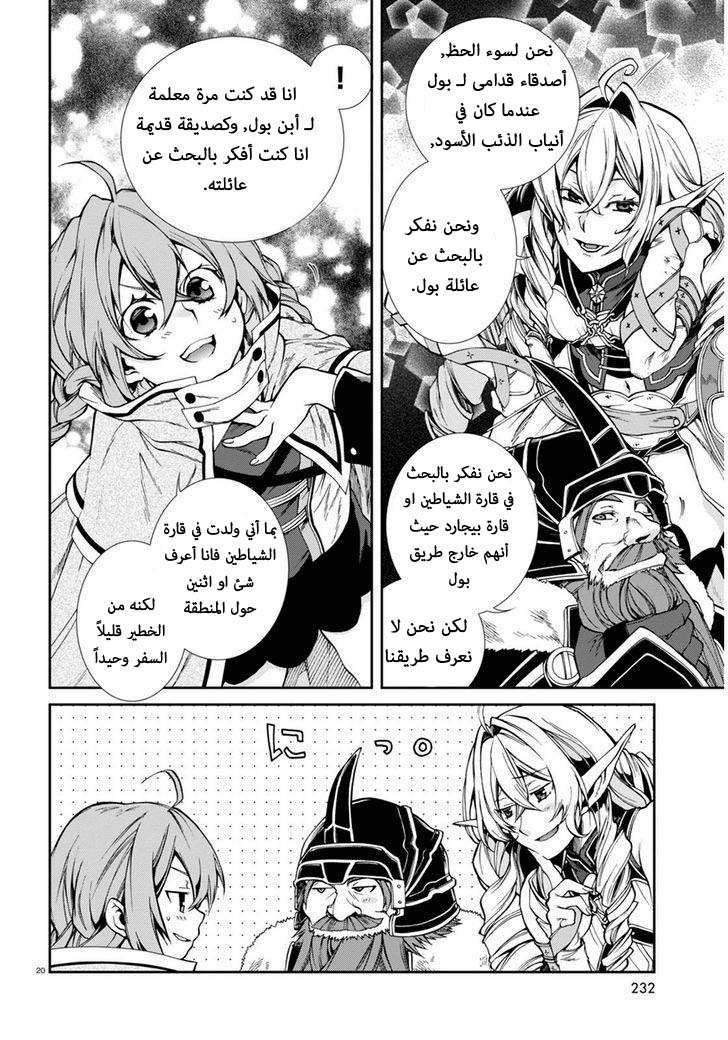 نحن لسوء الحظ,
أصدقاء قدامى لـ بول
عندما كان في
أنياب الذئب الأسود,
ونحن نفكر
بالبحث عن
عائلة بول
نحن نفكر بالبحث
في قارة الشياطين او
قارة بيجارد حيث
أنهم خارج طريق
بول
لكن نحن لا
نعرف طريقنا
!
انا قد كنت مرة معلمة
لـ أبن بول, وكصديقة قديمة
انا كنت أفكر بالبحث عن
عائلته.
بما أني ولدت في قارة
الشياطين فانا أعرف
شئ او اثنين
حول المنطقة
لكنه من
الخطير قليلاً
السفر وحيداً
にっ。
20
232